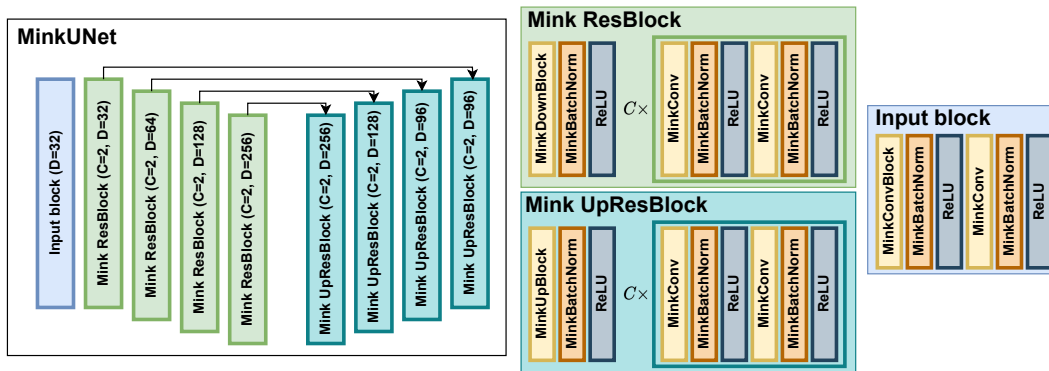 MinkUNet
Input block (D=32)
Mink ResBlock (C=2, D=32)
Mink ResBlock (C=2, D=64)
Mink ResBlock (C=2, D=128)
Mink ResBlock (C=2, D=256)
Mink UpResBlock (C=2, D=256)
Mink UpResBlock (C=2, D=128)
Mink UpResBlock (C=2, D=96)
Mink UpResBlock (C=2, D=96)
Mink ResBlock
MinkDownBlock
MinkBatchNorm
ReLU
C×
MinkConv
MinkBatchNorm
ReLU
MinkConv
MinkBatchNorm
ReLU
Mink UpResBlock
MinkUpBlock
MinkBatchNorm
ReLU
C×
MinkConv
MinkBatchNorm
ReLU
MinkConv
MinkBatchNorm
ReLU
Input block
MinkConvBlock
MinkBatchNorm
ReLU
MinkConv
MinkBatchNorm
ReLU